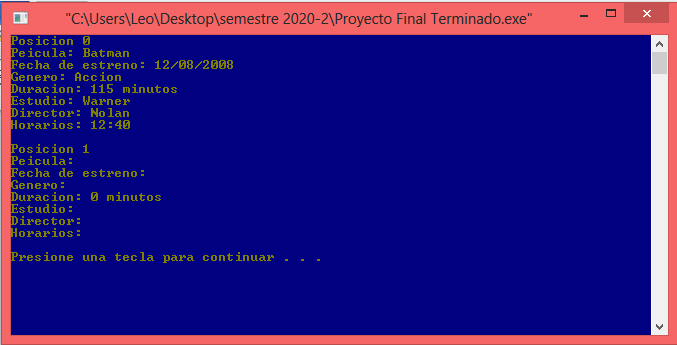 "C:\Users\Leo\Desktop\semestre 2020-2\Proyecto Final Terminado.exe"
Posicion 0
Peicula: Batman
Fecha de estreno: 12/08/2008
Genero: Accion
Duracion: 115 minutos
Estudio: Warner
Director: Nolan
Horarios: 12:40
Posicion 1
Peicula:
Fecha de estreno:
Genero:
Duracion: 0 minutos
Estudio:
Director:
Horarios:
Presione una tecla para continuar . . .